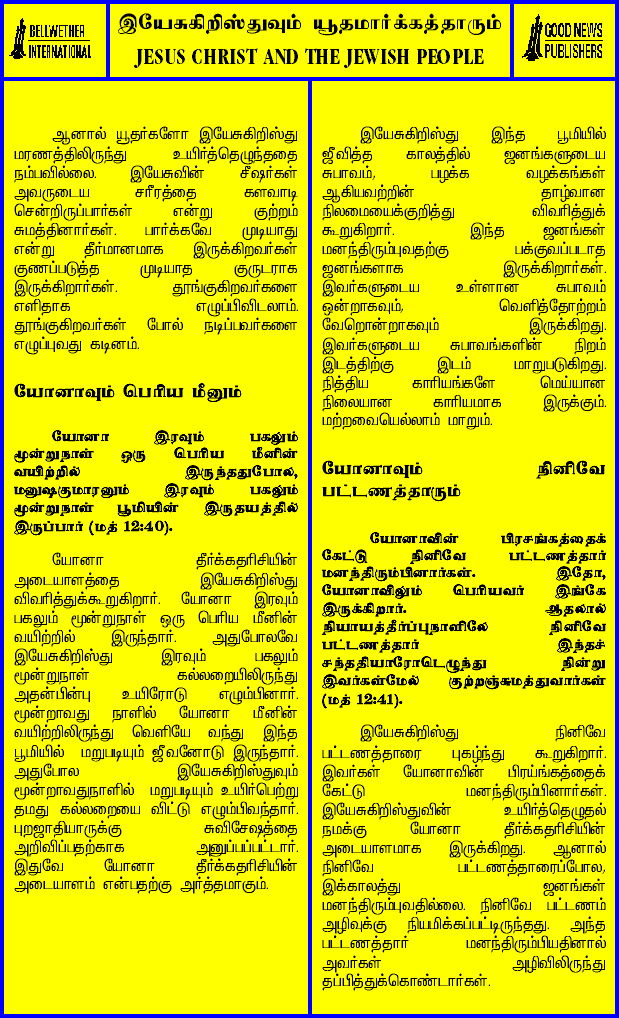 BELLWETHER
INTERNATIONAL
இயேசுகிறிஸ்துவும் யூதமார்க்கத்தாரும்
JESUS CHRIST AND THE JEWISH PEOPLE
GOOD NEWS
PUBLISHERS
ஆனால் யூதர்களோ இயேசுகிறிஸ்து
மரணத்திலிருந்து உயிர்த்தெழுந்ததை
நம்பவில்லை. இயேசுவின் சீஷர்கள்
அவருடைய சரீரத்தை களவாடி
சென்றிருப்பார்கள் என்று குற்றம்
சுமத்தினார்கள். பார்க்கவே முடியாது
என்று தீர்மானமாக இருக்கிறவர்கள்
குணப்படுத்த முடியாத குருடராக
இருக்கிறார்கள். தூங்குகிறவர்களை
எளிதாக எழுப்பிவிடலாம்.
தூங்குகிறவர்கள் போல் நடிப்பவர்களை
எழுப்புவது கடினம்.
யோனாவும் பெரிய மீனும்
யோனா இரவும் பகலும்
மூன்றுநாள் ஒரு பெரிய மீனின்
வயிற்றில் இருந்ததுபோல,
மனுஷகுமாரனும் இரவும் பகலும்
மூன்றுநாள் பூமியின் இருதயத்தில்
இருப்பார் (மத் 12:40).
யோனா தீர்க்கதரிசியின்
அடையாளத்தை இயேசுகிறிஸ்து
விவரித்துக்கூறுகிறார். யோனா இரவும்
பகலும் மூன்றுநாள் ஒரு பெரிய மீனின்
வயிற்றில் இருந்தார். அதுபோலவே
இயேசுகிறிஸ்து இரவும் பகலும்
மூன்றுநாள் கல்லறையிலிருந்து
அதன்பின்பு உயிரோடு எழும்பினார்.
மூன்றாவது நாளில் யோனா மீனின்
வயிற்றிலிருந்து வெளியே வந்து இந்த
பூமியில் மறுபடியும் ஜீவனோடு இருந்தார்.
அதுபோல இயேசுகிறிஸ்துவும்
மூன்றாவதுநாளில் மறுபடியும் உயிர்பெற்று
தமது கல்லறையை விட்டு எழும்பிவந்தார்.
புறஜாதியாருக்கு சுவிசேஷத்தை
அறிவிப்பதற்காக அனுப்பப்பட்டார்.
இதுவே யோனா தீர்க்கதரிசியின்
அடையாளம் என்பதற்கு அர்த்தமாகும்.
இயேசுகிறிஸ்து இந்த பூமியில்
ஜீவித்த காலத்தில் ஜனங்களுடைய
சுபாவம், பழக்க வழக்கங்கள்
ஆகியவற்றின் தாழ்வான
நிலமையைக்குறித்து விவரித்துக்
கூறுகிறார். இந்த ஜனங்கள்
மனந்திரும்புவதற்கு பக்குவப்படாத
ஜனங்களாக இருக்கிறார்கள்.
இவர்களுடைய உள்ளான சுபாவம்
ஒன்றாகவும், வெளித்தோற்றம்
வேறொன்றாகவும் இருக்கிறது.
இவர்களுடைய சுபாவங்களின் நிறம்
இடத்திற்கு இடம் மாறுபடுகிறது.
நித்திய காரியங்களே மெய்யான
நிலையான காரியமாக இருக்கும்.
மற்றவையெல்லாம் மாறும்.
யோனாவும் நினிவே
பட்டணத்தாரும்
யோனாவின் பிரசங்கத்தைக்
கேட்டு நினிவே பட்டணத்தார்
மனந்திரும்பினார்கள். இதோ,
யோனாவிலும் பெரியவர் இங்கே
இருக்கிறார். ஆதலால்
நியாயத்தீர்ப்புநாளிலே நினிவே
பட்டணத்தார் இந்தச்
சந்ததியாரோடெழுந்து நின்று
இவர்கள்மேல் குற்றஞ்சுமத்துவார்கள்
(மத் 12:41).
இயேசுகிறிஸ்து நினிவே
பட்டணத்தாரை புகழ்ந்து கூறுகிறார்.
இவர்கள் யோனாவின் பிரய்ங்கத்தைக்
கேட்டு மனந்திரும்பினார்கள்.
இயேசுகிறிஸ்துவின் உயிர்த்தெழுதல்
நமக்கு யோனா தீர்க்கதரிசியின்
அடையாளமாக இருக்கிறது. ஆனால்
நினிவே பட்டணத்தாரைப்போல,
இக்காலத்து ஜனங்கள்
மனந்திரும்புவதில்லை. நினிவே பட்டணம்
அழிவுக்கு நியமிக்கப்பட்டிருந்தது. அந்த
பட்டணத்தார் மனந்திரும்பியதினால்
அவர்கள் அழிவிலிருந்து
தப்பித்துக்கொண்டார்கள்.